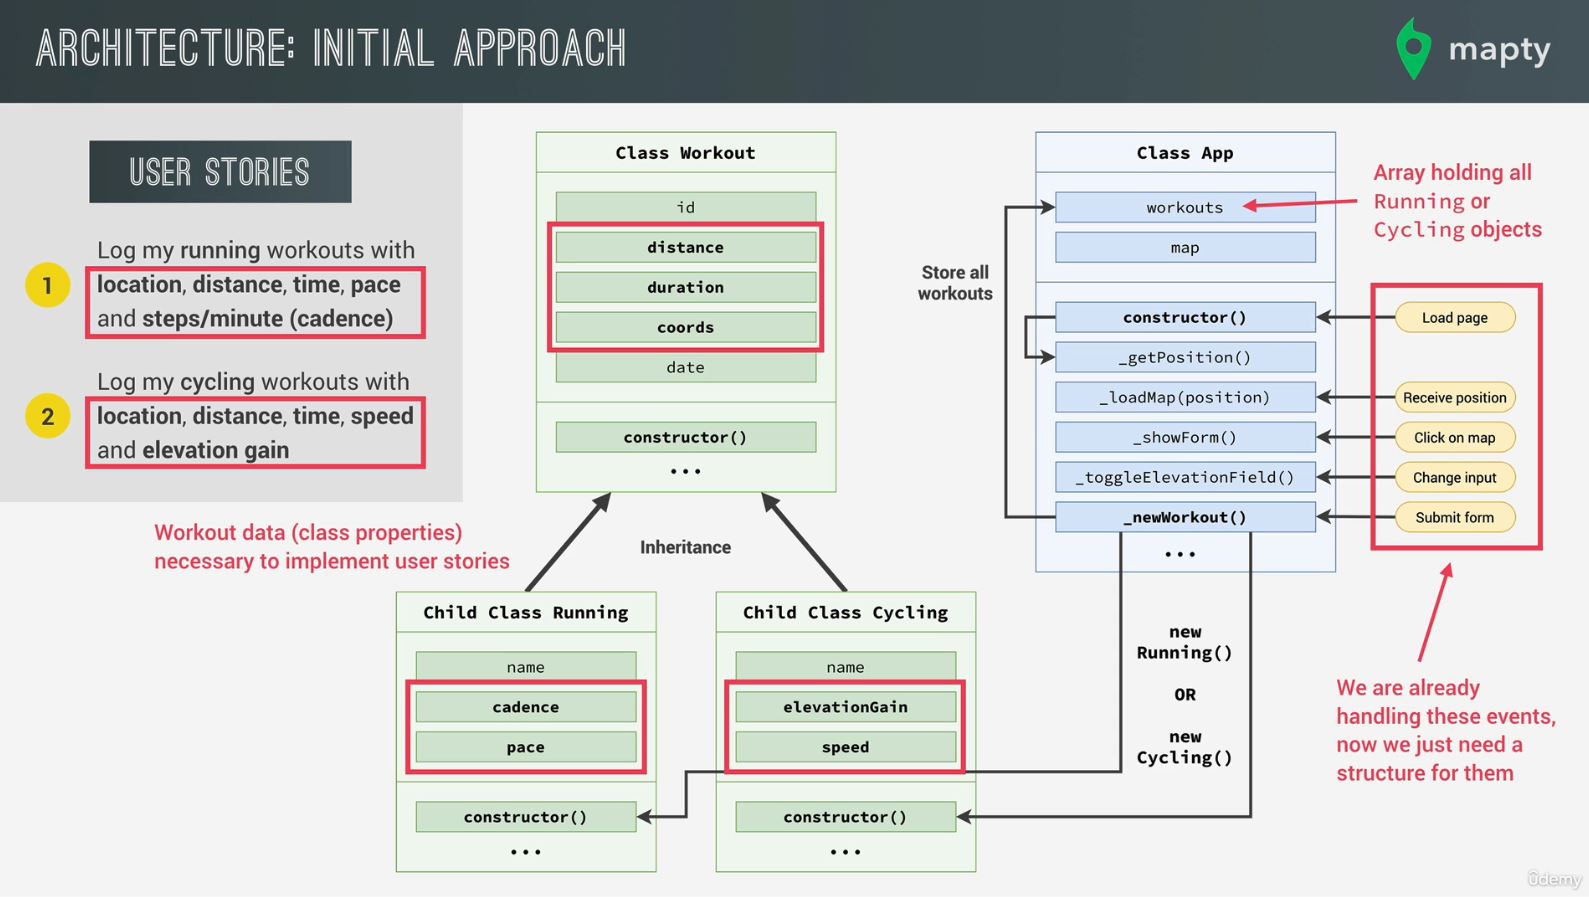 ARCHITECTURE: INITIAL APPROACH
mapty
USER STORIES
1
Log my running workouts with
location, distance, time, pace
and steps/minute (cadence)
2
Log my cycling workouts with
location, distance, time, speed
and elevation gain
Workout data (class properties)
necessary to implement user stories
Class Workout
id
distance
duration
coords
date
constructor()
...
Inheritance
Child Class Running
name
cadence
pace
constructor()
...
Child Class Cycling
name
elevationGain
speed
constructor()
...
Class App
workouts
map
constructor()
_getPosition()
_loadMap(position)
_showForm()
_toggleElevationField()
_newWorkout()
...
Store all
workouts
new
Running()
OR
new
Cycling()
Array holding all
Running or
Cycling objects
Load page
Receive position
Click on map
Change input
Submit form
We are already
handling these events,
now we just need a
structure for them
ûdemy